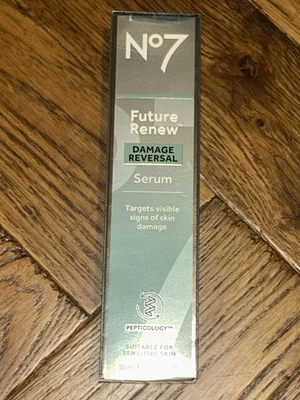 No7
Future
Renew
DAMAGE
REVERSAL
Serum
Targets visible
signs of skin
damage
PEPTICOLOGY™
SUITABLE FOR
SENSITIVE SKIN